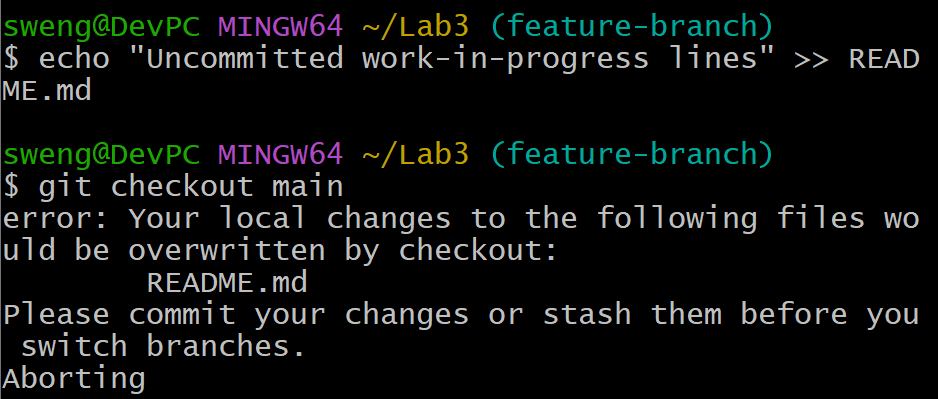 sweng@DevPC MINGW64 ~/Lab3 (feature-branch)
$ echo "Uncommitted work-in-progress lines" >> READ
ME.md
sweng@DevPC MINGW64 ~/Lab3 (feature-branch)
$ git checkout main
error: Your local changes to the following files wo
uld be overwritten by checkout:
        README.md
Please commit your changes or stash them before you
 switch branches.
Aborting